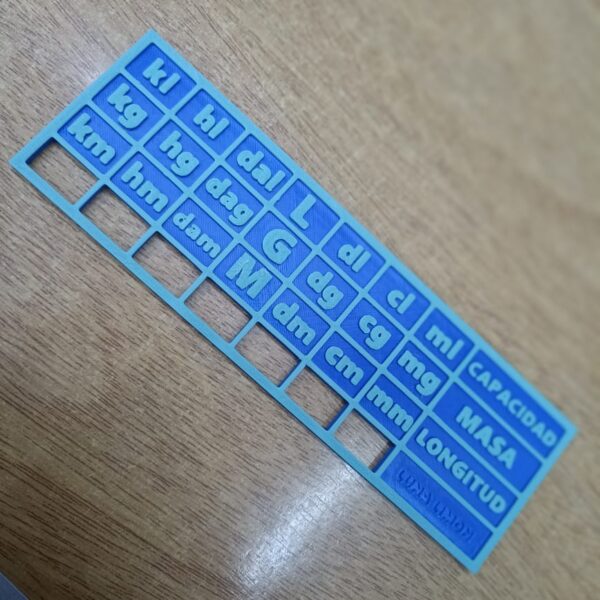 kl hl dal L dl cl ml CAPACIDAD
kg hg dag G dg cg mg MASA
km hm dam M dm cm mm LONGITUD